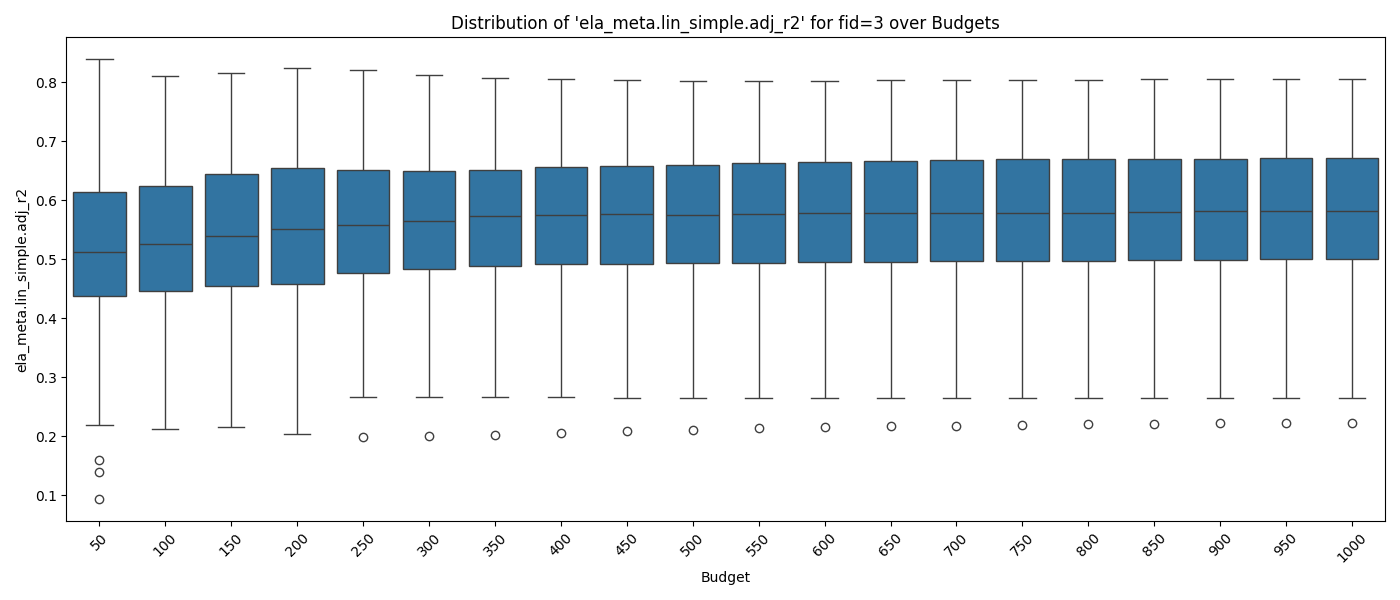 Distribution of 'ela_meta.lin_simple.adj_r2' for fid=3 over Budgets
ela_meta.lin_simple.adj_r2
0.8
0.7
0.6
0.5
0.4
0.3
0.2
0.1
50 100 150 200 250 300 350 400 450 500 550 600 650 700 750 800 850 900 950 1000
Budget